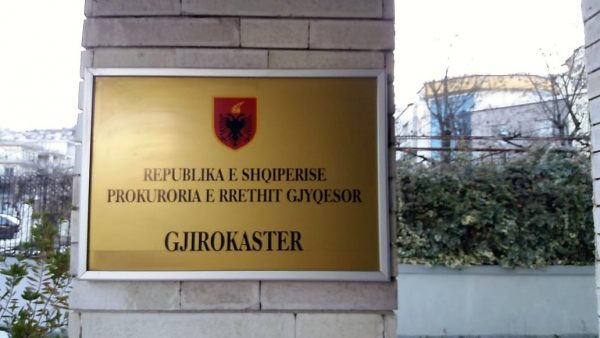 REPUBLIKA E SHQIPERISE
PROKURORIA E RRETHIT GJYQESOR
GJIROKASTER